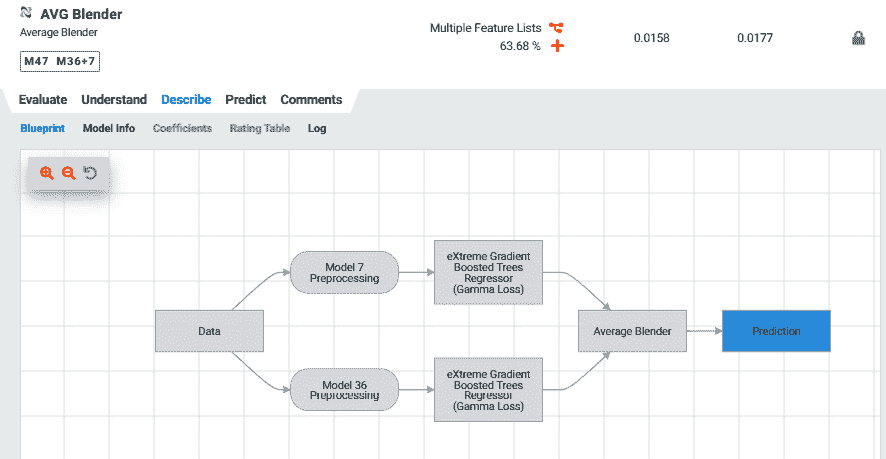 AVG Blender
Average Blender
M47 M36+7
Multiple Feature Lists
63.68 %
0.0158
0.0177
Evaluate Understand Describe Predict Comments
Blueprint Model Info Coefficients Rating Table Log
Model 7
Preprocessing
eXtreme Gradient
Boosted Trees
Regressor
(Gamma Loss)
Data
Average Blender
Prediction
Model 36
Preprocessing
eXtreme Gradient
Boosted Trees
Regressor
(Gamma Loss)